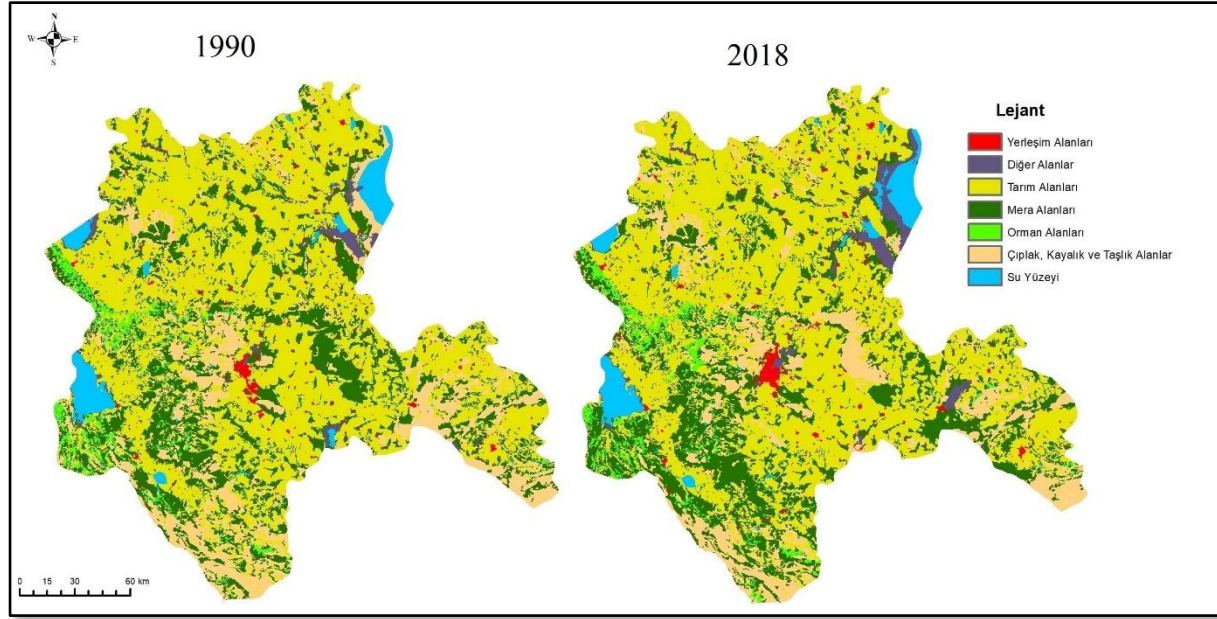 N
W E
S
1990
2018
Lejant
Yerleşim Alanları
Diğer Alanlar
Tarım Alanları
Mera Alanları
Orman Alanları
Çıplak, Kayalık ve Taşlık Alanlar
Su Yüzeyi
0 15 30 60 km